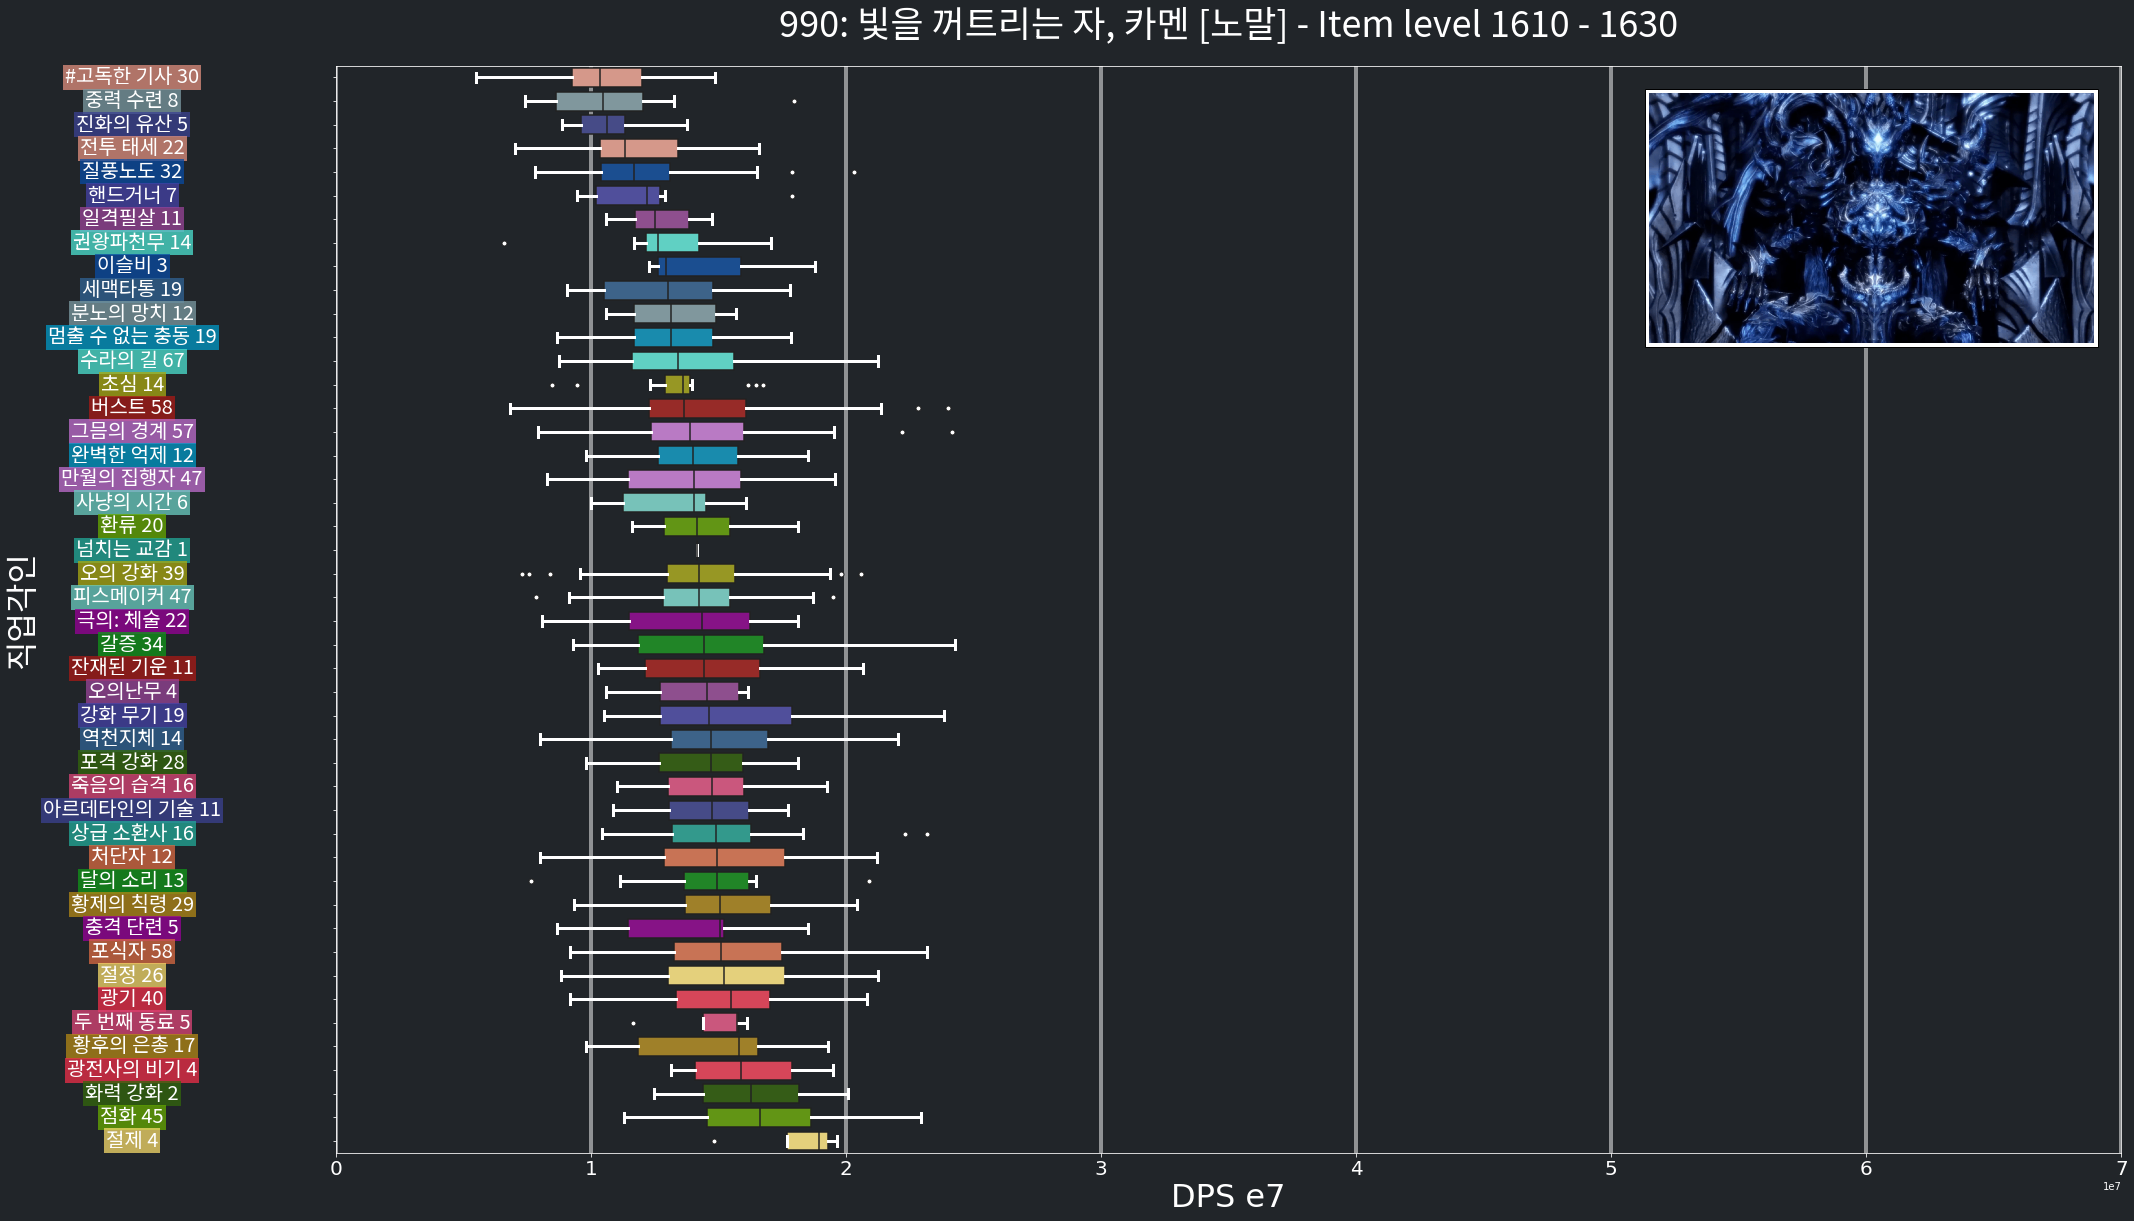 990: 빛을 꺼트리는 자, 카멘 [노말] - Item level 1610 - 1630
#고독한 기사 30
중력 수련 8
진화의 유산 5
전투 태세 22
질풍노도 32
핸드거너 7
일격필살 11
권왕파천무 14
이슬비 3
세맥타통 19
분노의 망치 12
멈출 수 없는 충동 19
수라의 길 67
초심 14
버스트 58
그믐의 경계 57
완벽한 억제 12
만월의 집행자 47
사냥의 시간 6
환류 20
넘치는 교감 1
오의 강화 39
피스메이커 47
극의: 체술 22
갈증 34
잔재된 기운 11
오의난무 4
강화 무기 19
역천지체 14
포격 강화 28
죽음의 습격 16
아르데타인의 기술 11
상급 소환사 16
처단자 12
달의 소리 13
황제의 칙령 29
충격 단련 5
포식자 58
절정 26
광기 40
두 번째 동료 5
황후의 은총 17
광전사의 비기 4
화력 강화 2
점화 45
절제 4
직업각인
0 1 2 3 4 5 6 7
1e7
DPS e7